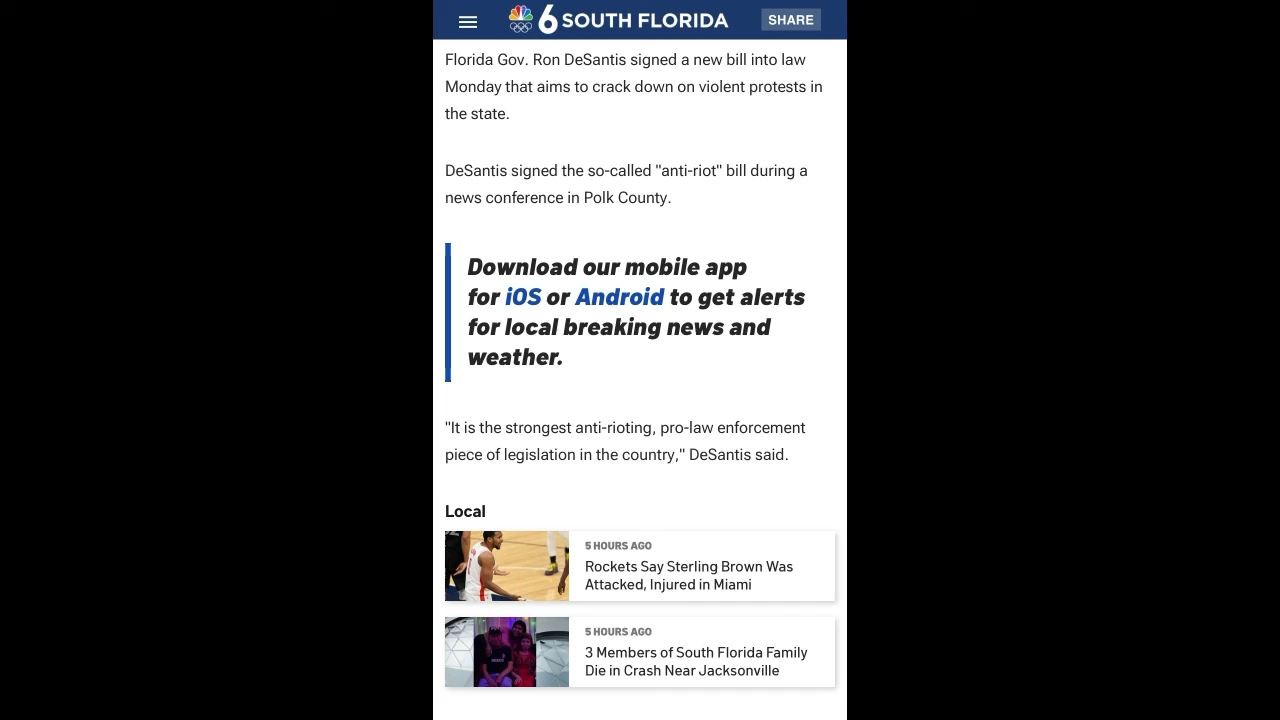 6 SOUTH FLORIDA
SHARE
Florida Gov. Ron DeSantis signed a new bill into law
Monday that aims to crack down on violent protests in
the state.
DeSantis signed the so-called "anti-riot" bill during a
news conference in Polk County.
Download our mobile app
for iOS or Android to get alerts
for local breaking news and
weather.
"It is the strongest anti-rioting, pro-law enforcement
piece of legislation in the country," DeSantis said.
Local
5 HOURS AGO
Rockets Say Sterling Brown Was
Attacked, Injured in Miami
5 HOURS AGO
3 Members of South Florida Family
Die in Crash Near Jacksonville